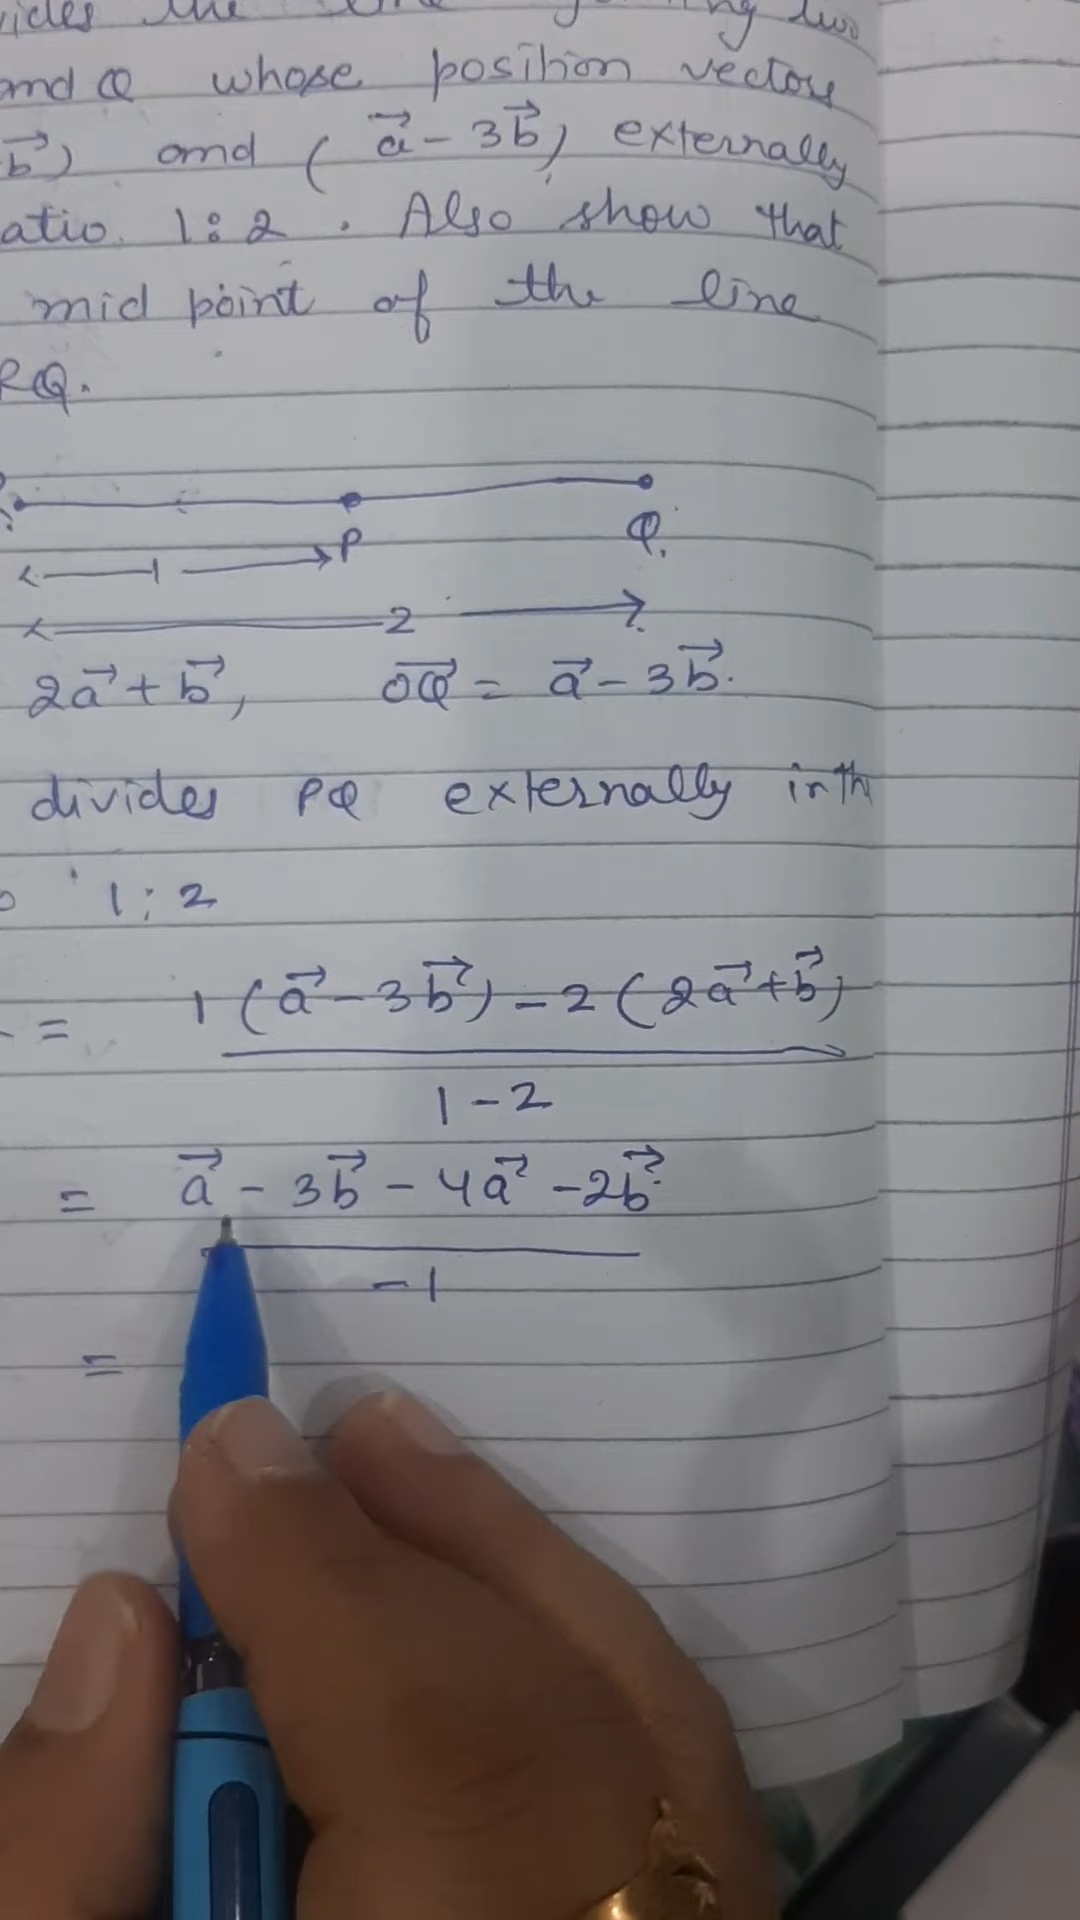 the
two
and Q whose position vectors
b⃗) and (a⃗ - 3b⃗) externally
atio. 1:2. Also show that
mid point of the line
RQ.
P Q.
1
2
2a⃗ + b⃗, OQ⃗ = a⃗ - 3b⃗.
divides PQ externally in th
1:2
= 1(a⃗ - 3b⃗) - 2(2a⃗ + b⃗)
1 - 2
= a⃗ - 3b⃗ - 4a⃗ - 2b⃗
-1
=